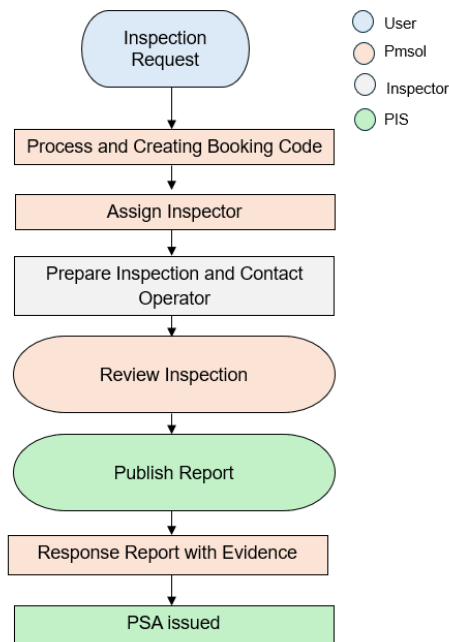 Inspection
Request
User
Pmsol
Inspector
PIS
Process and Creating Booking Code
Assign Inspector
Prepare Inspection and Contact
Operator
Review Inspection
Publish Report
Response Report with Evidence
PSA issued